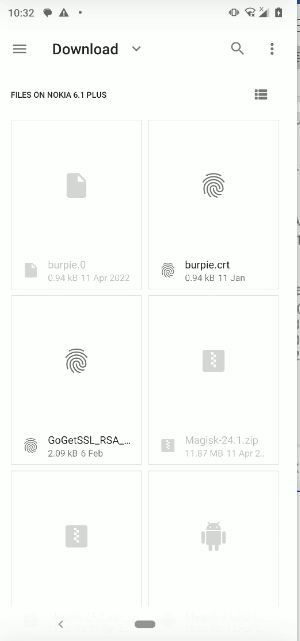 10:32
Download
FILES ON NOKIA 6.1 PLUS
burpie.0
0.94 kB 11 Apr 2022
burpie.crt
0.94 kB 11 Jan
GoGetSSL_RSA_...
2.09 kB 6 Feb
Magisk-24.1.zip
11.87 MB 11 Apr 2..